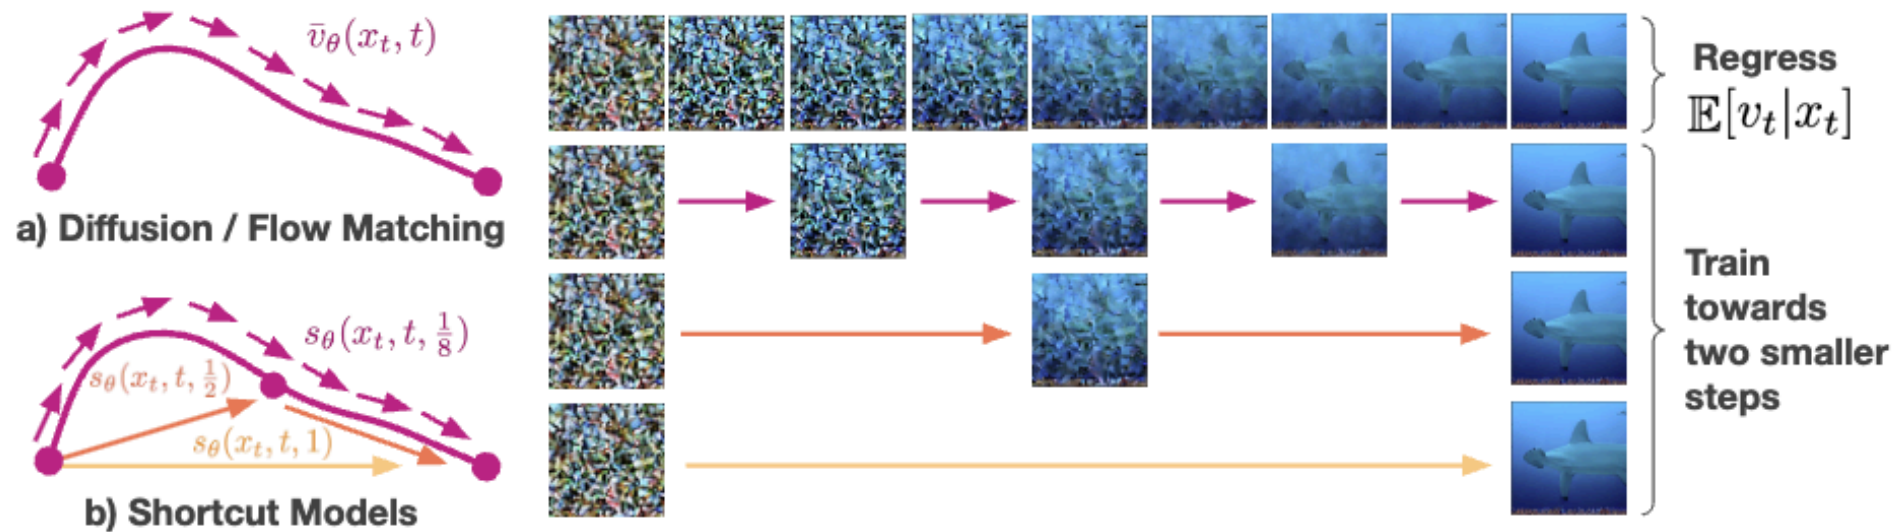 v̄θ(xt, t)
a) Diffusion / Flow Matching
sθ(xt, t, 1/8)
sθ(xt, t, 1/2)
sθ(xt, t, 1)
b) Shortcut Models
Regress
𝔼[vt|xt]
Train
towards
two smaller
steps